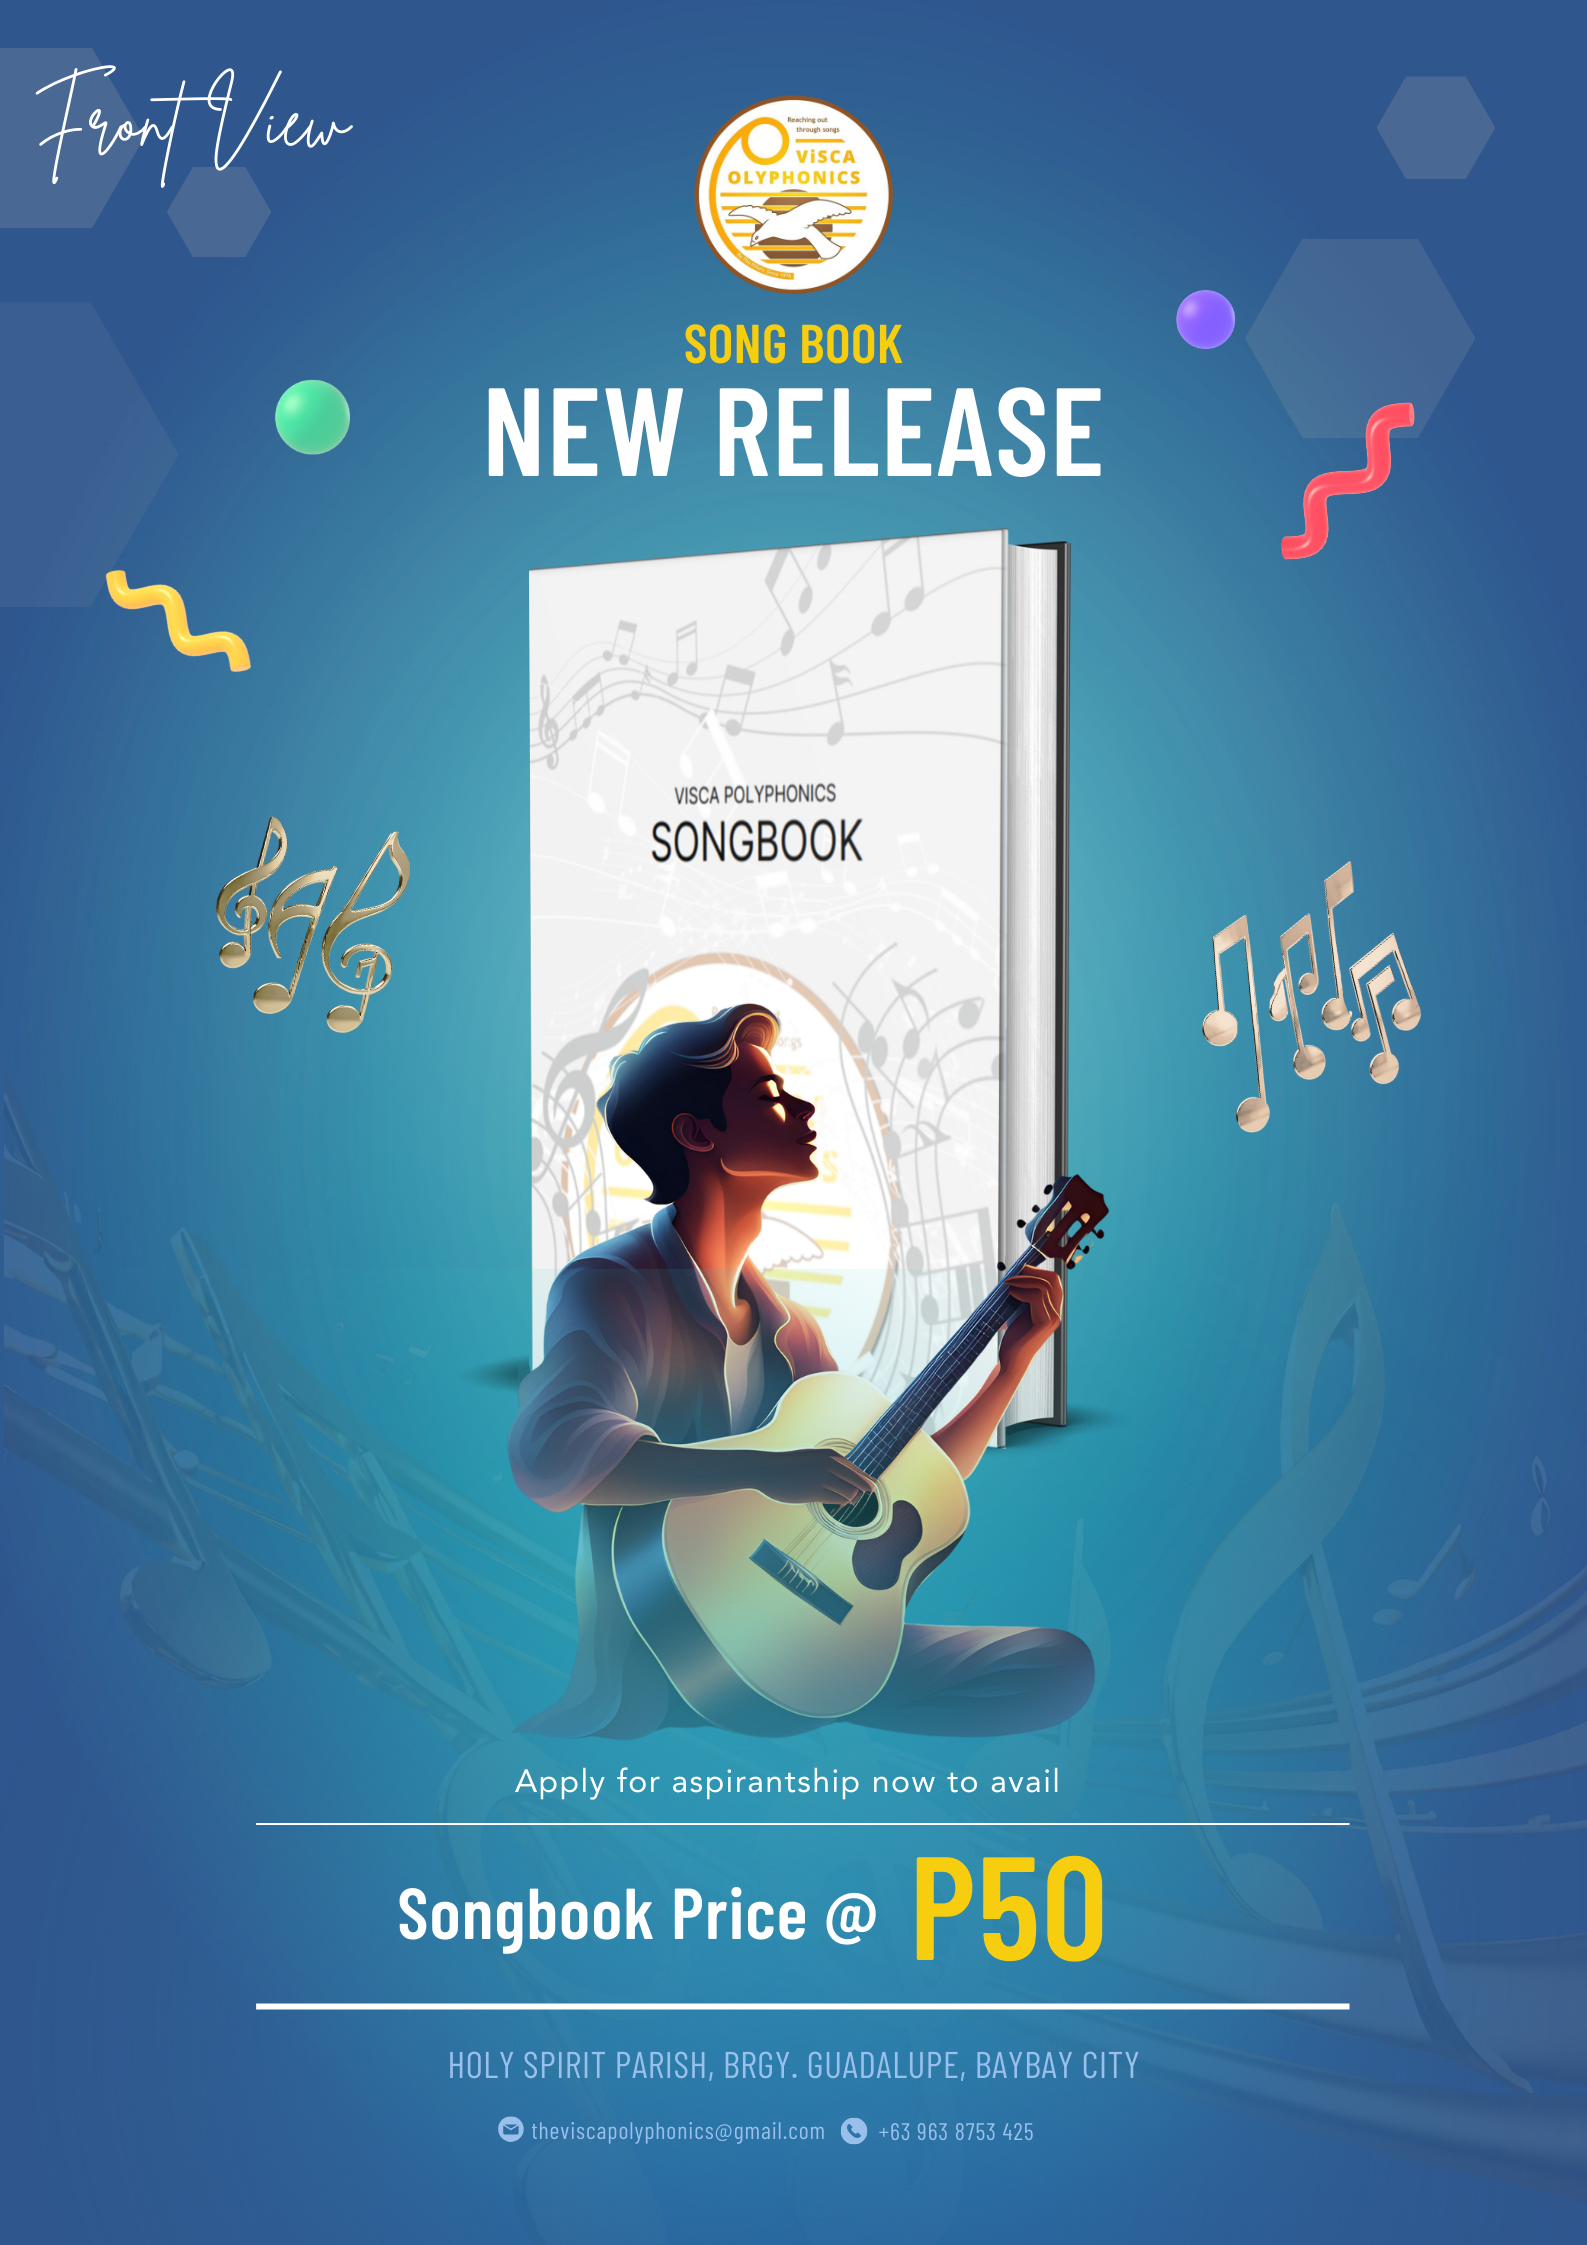 Front View
Reaching out
through songs
ViSCA
OLYPHONICS
SONG BOOK
NEW RELEASE
VISCA POLYPHONICS
SONGBOOK
Apply for aspirantship now to avail
Songbook Price @ P50
HOLY SPIRIT PARISH, BRGY. GUADALUPE, BAYBAY CITY
theviscapolyphonics@gmail.com +63 963 8753 425